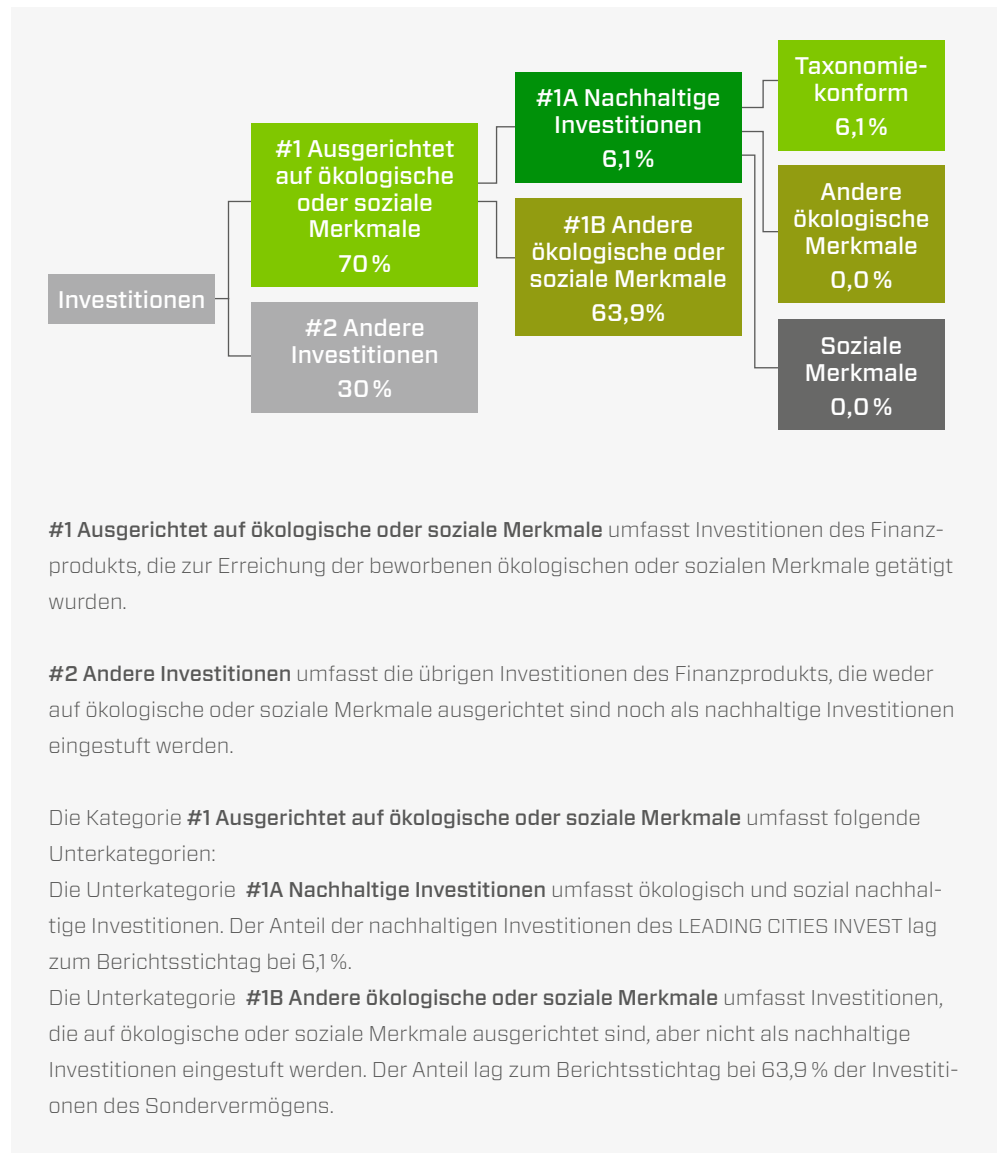 Investitionen
#1 Ausgerichtet
auf ökologische
oder soziale
Merkmale
70 %
#2 Andere
Investitionen
30 %
#1A Nachhaltige
Investitionen
6,1 %
#1B Andere
ökologische oder
soziale Merkmale
63,9%
Taxonomie-
konform
6,1 %
Andere
ökologische
Merkmale
0,0 %
Soziale
Merkmale
0,0 %
#1 Ausgerichtet auf ökologische oder soziale Merkmale umfasst Investitionen des Finanz-
produkts, die zur Erreichung der beworbenen ökologischen oder sozialen Merkmale getätigt
wurden.
#2 Andere Investitionen umfasst die übrigen Investitionen des Finanzprodukts, die weder
auf ökologische oder soziale Merkmale ausgerichtet sind noch als nachhaltige Investitionen
eingestuft werden.
Die Kategorie #1 Ausgerichtet auf ökologische oder soziale Merkmale umfasst folgende
Unterkategorien:
Die Unterkategorie #1A Nachhaltige Investitionen umfasst ökologisch und sozial nachhal-
tige Investitionen. Der Anteil der nachhaltigen Investitionen des LEADING CITIES INVEST lag
zum Berichtsstichtag bei 6,1 %.
Die Unterkategorie #1B Andere ökologische oder soziale Merkmale umfasst Investitionen,
die auf ökologische oder soziale Merkmale ausgerichtet sind, aber nicht als nachhaltige
Investitionen eingestuft werden. Der Anteil lag zum Berichtsstichtag bei 63,9 % der Investiti-
onen des Sondervermögens.